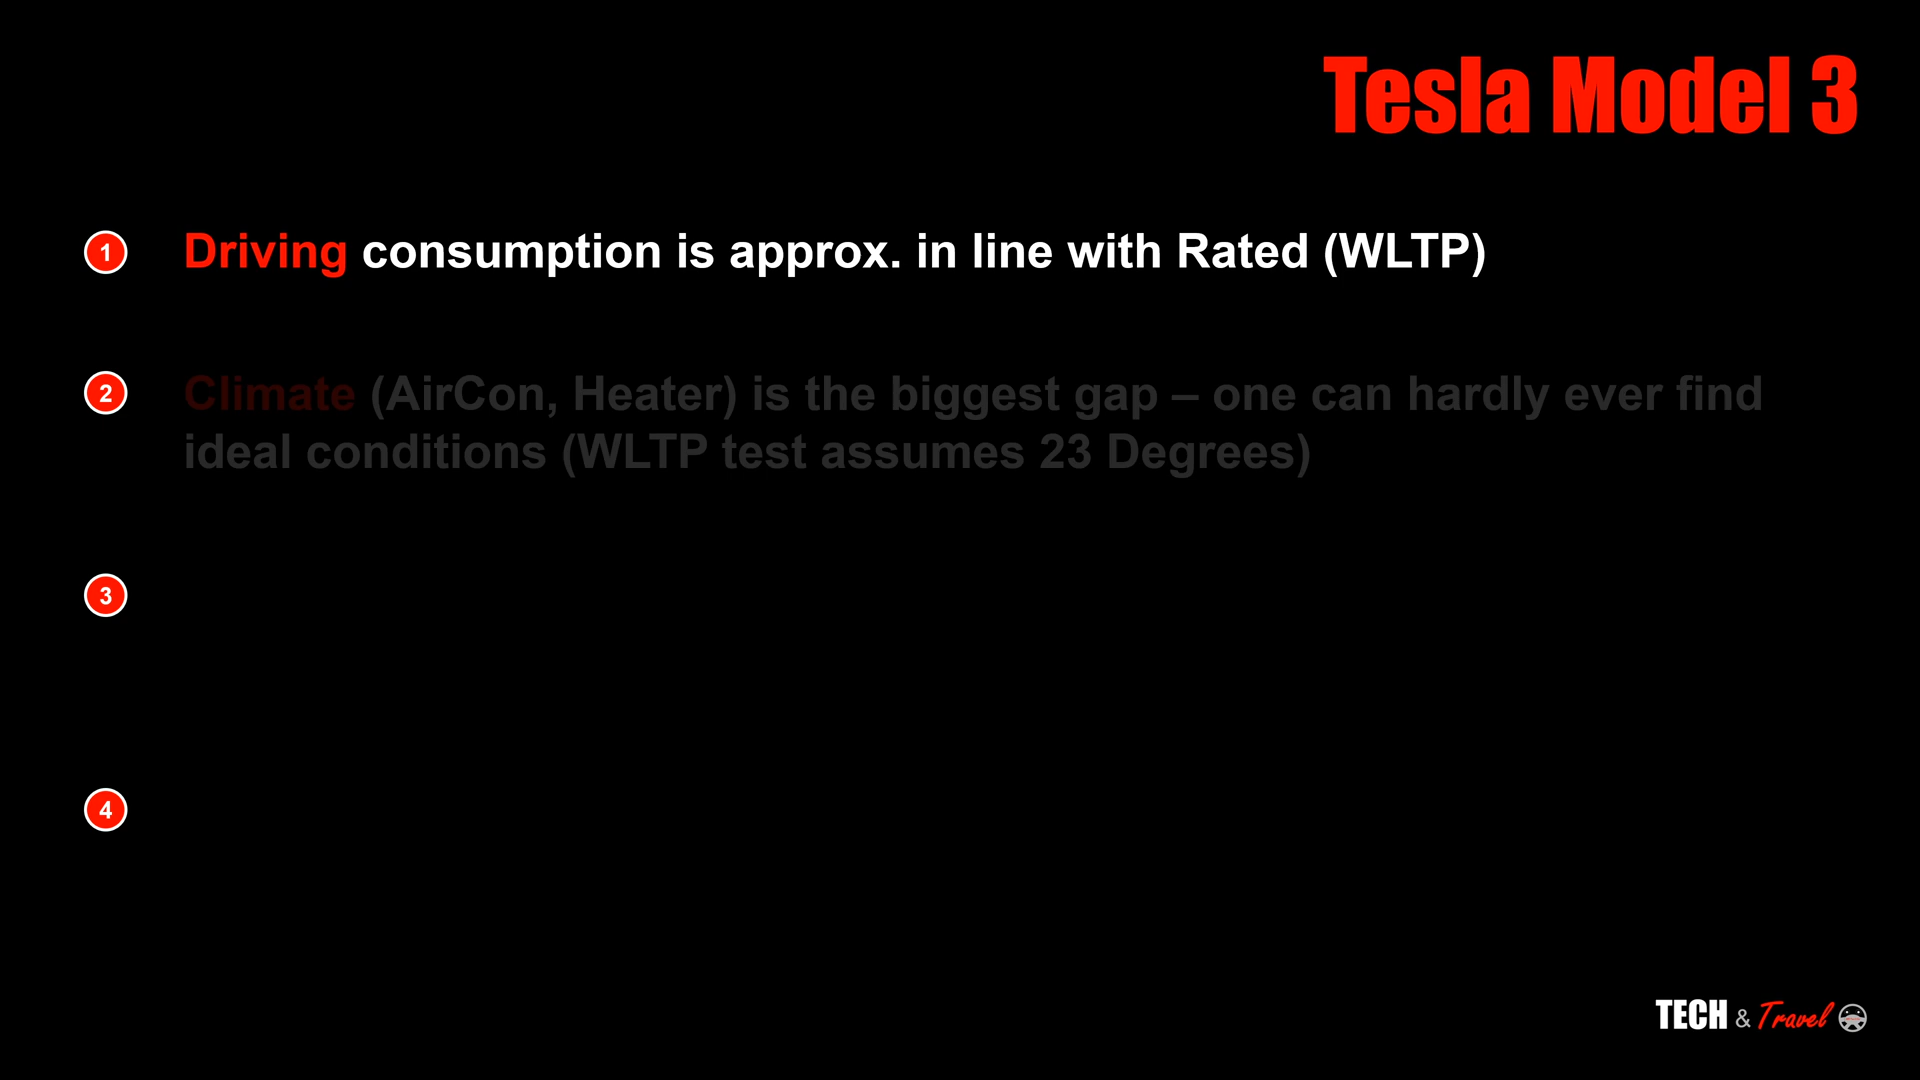 Tesla Model 3
1 Driving consumption is approx. in line with Rated (WLTP)
2 Climate (AirCon, Heater) is the biggest gap – one can hardly ever find
ideal conditions (WLTP test assumes 23 Degrees)
3
4
TECH & Travel